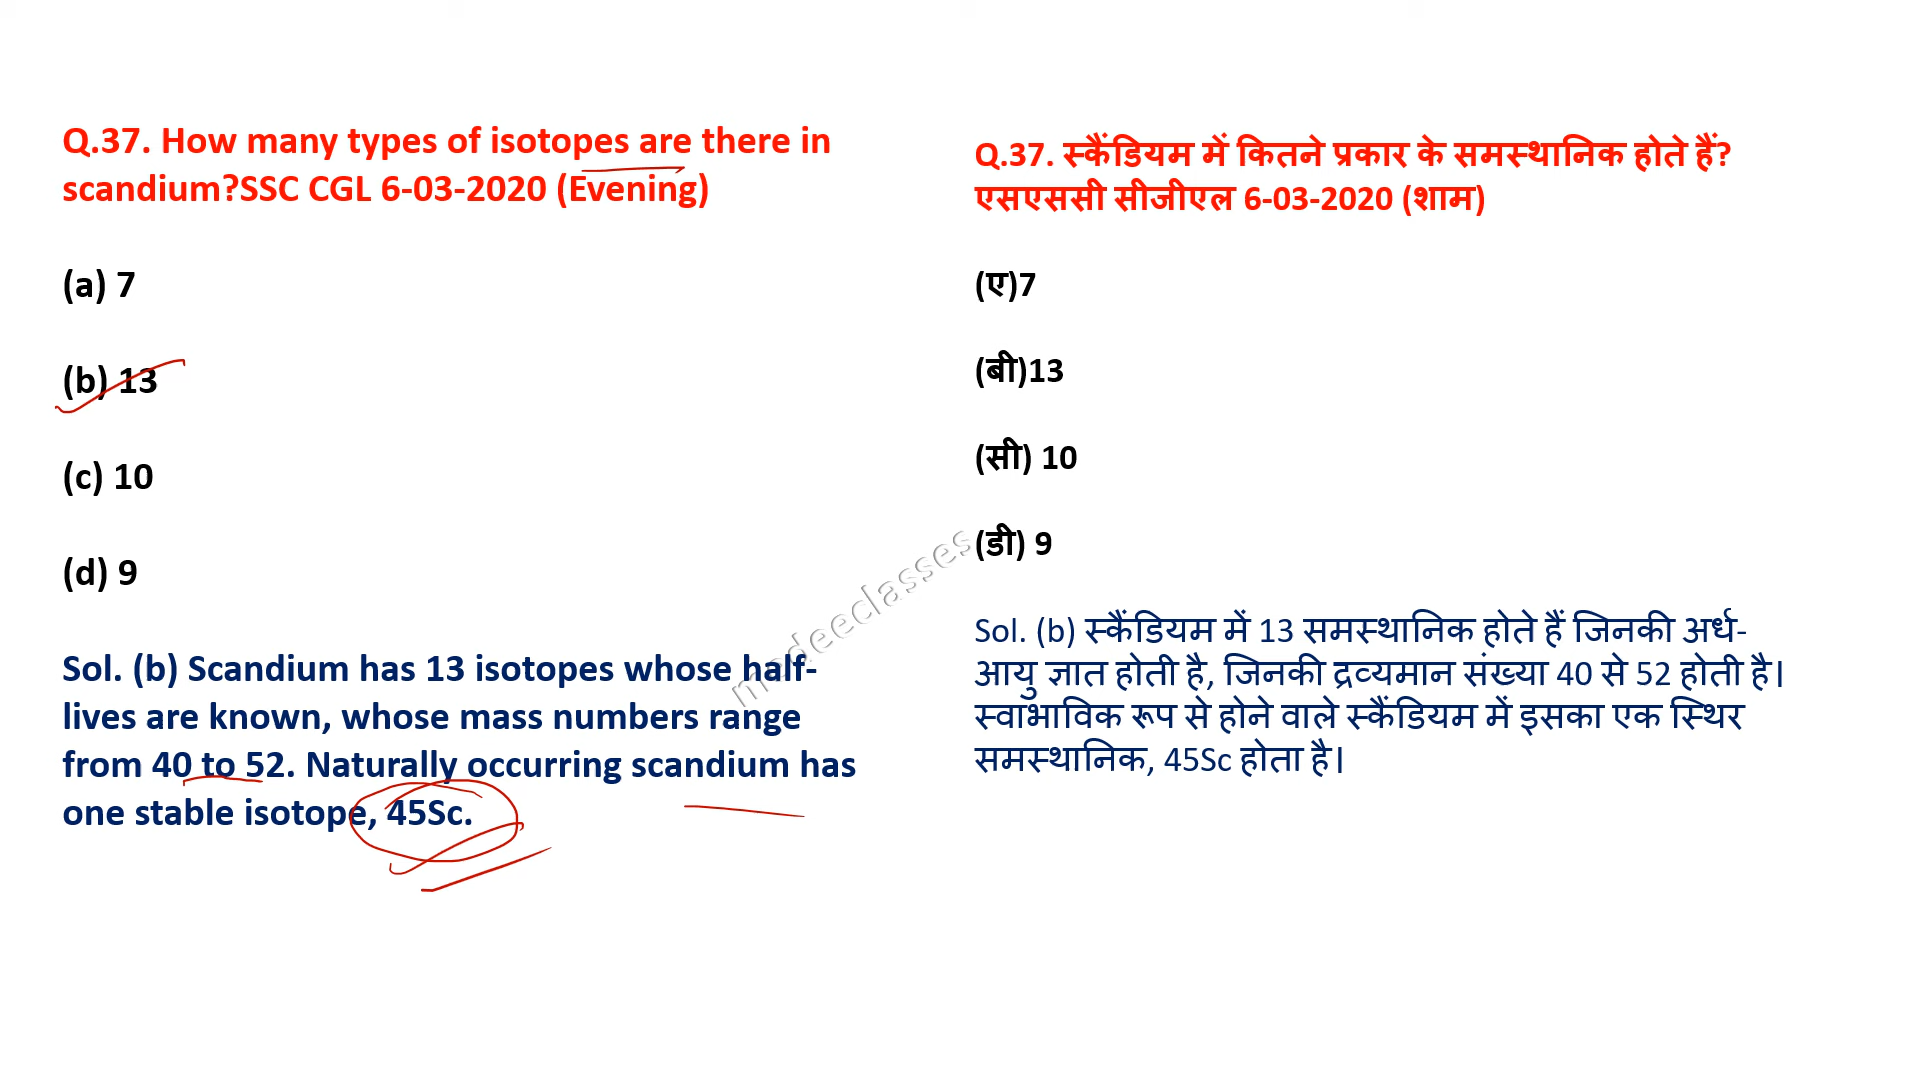 Q.37. How many types of isotopes are there in
scandium?SSC CGL 6-03-2020 (Evening)
(a) 7
(b) 13
(c) 10
(d) 9
Sol. (b) Scandium has 13 isotopes whose half-
lives are known, whose mass numbers range
from 40 to 52. Naturally occurring scandium has
one stable isotope, 45Sc.
Q.37. स्कैंडियम में कितने प्रकार के समस्थानिक होते हैं?
एसएससी सीजीएल 6-03-2020 (शाम)
(ए)7
(बी)13
(सी) 10
(डी) 9
Sol. (b) स्कैंडियम में 13 समस्थानिक होते हैं जिनकी अर्ध-
आयु ज्ञात होती है, जिनकी द्रव्यमान संख्या 40 से 52 होती है।
स्वाभाविक रूप से होने वाले स्कैंडियम में इसका एक स्थिर
समस्थानिक, 45Sc होता है।